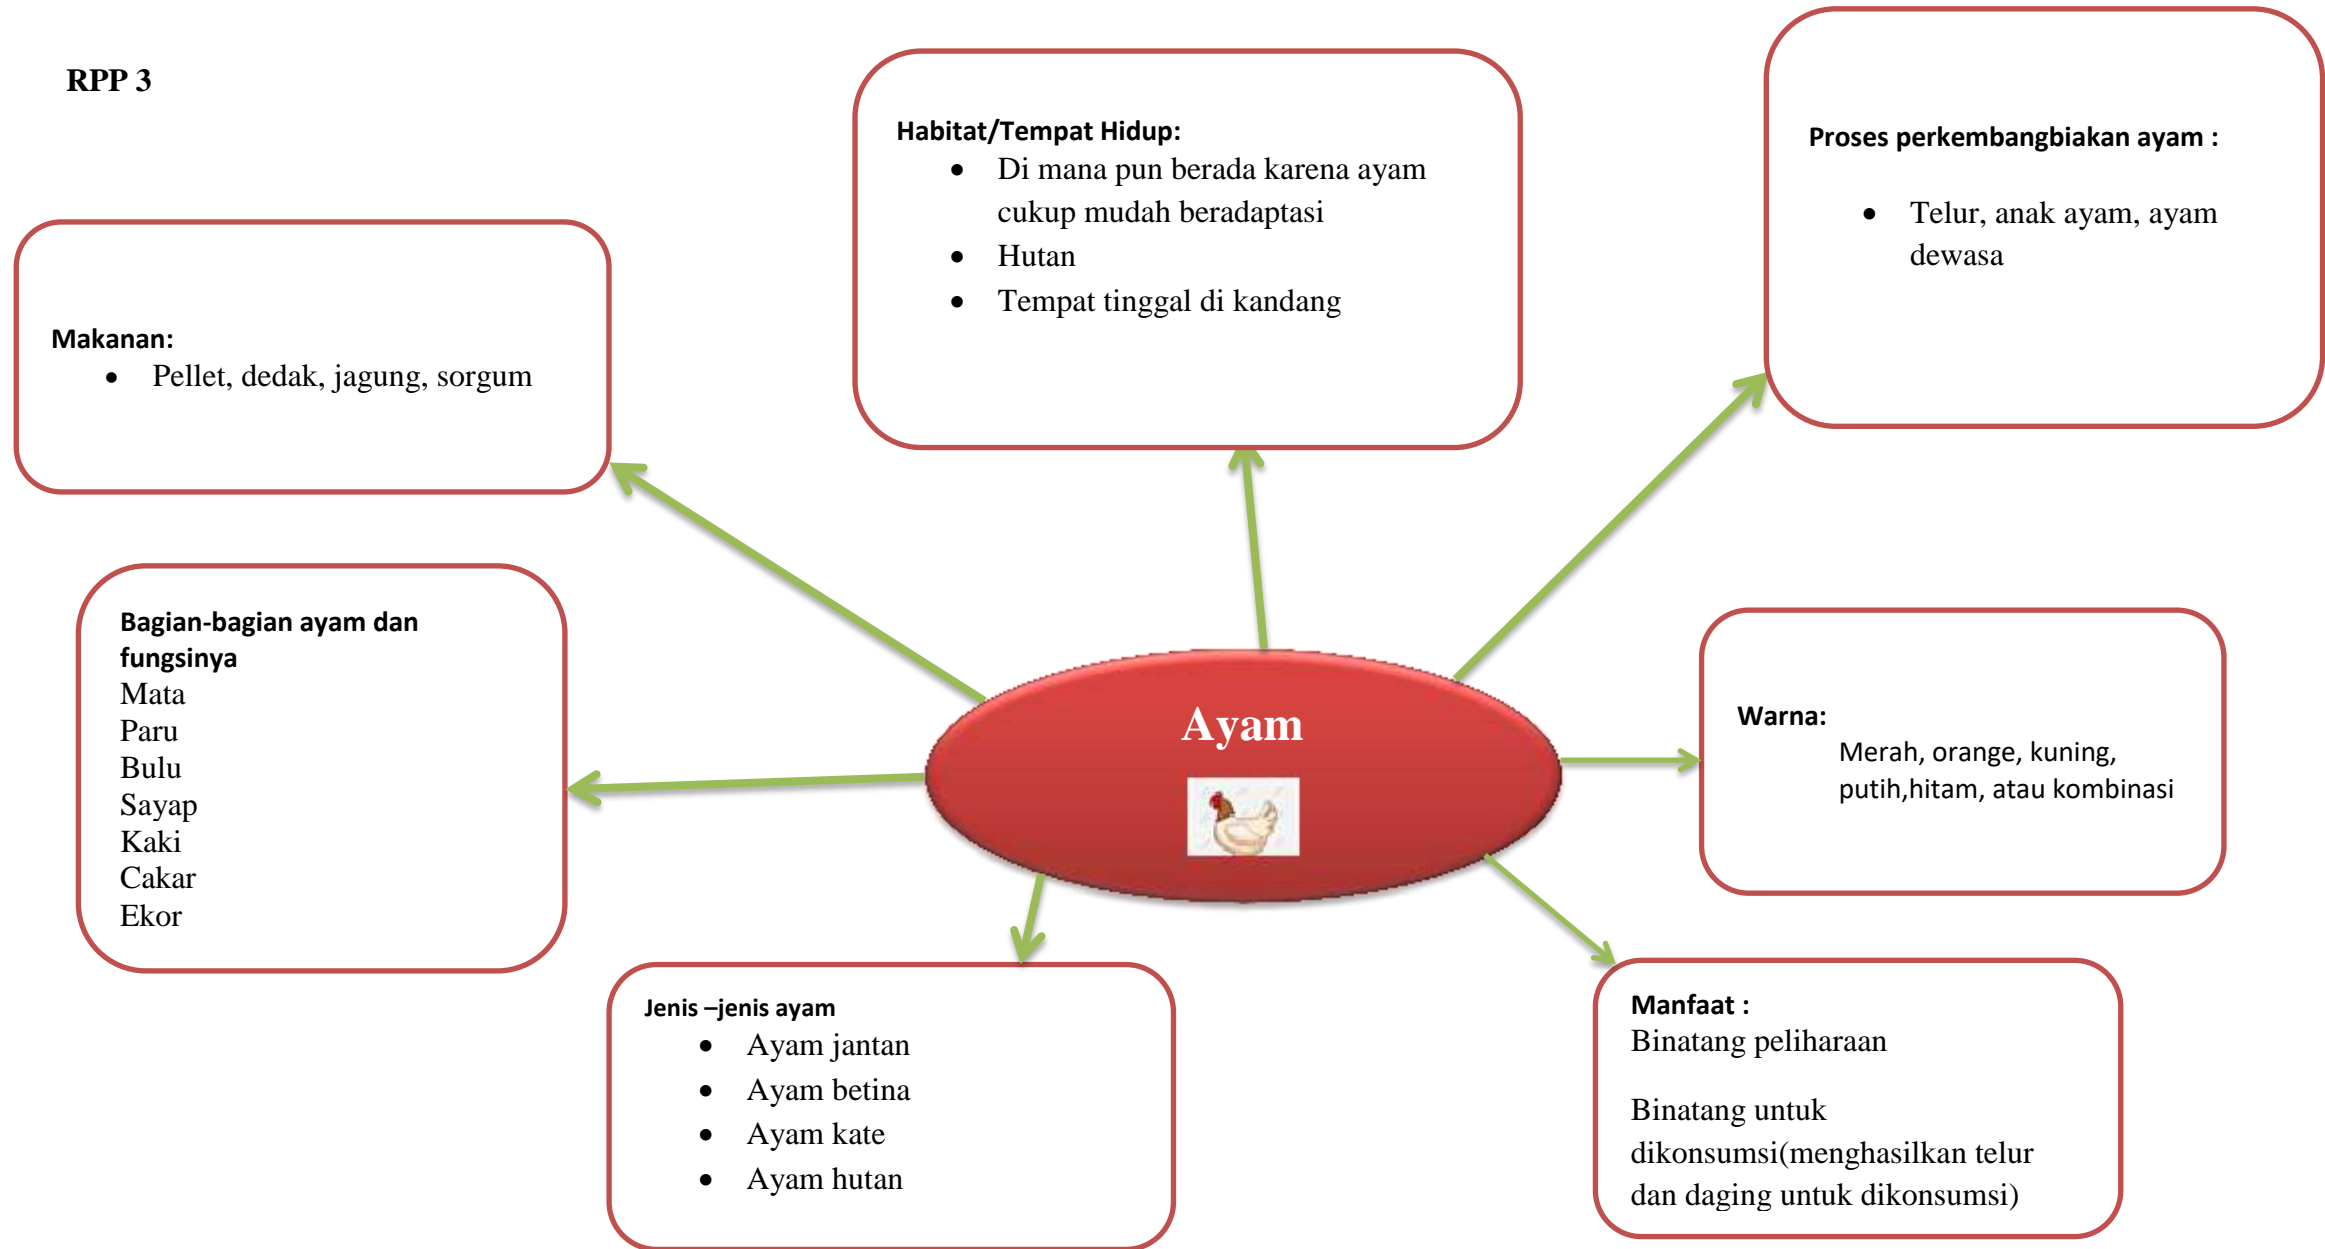 RPP 3
Habitat/Tempat Hidup:
• Di mana pun berada karena ayam
cukup mudah beradaptasi
• Hutan
• Tempat tinggal di kandang
Proses perkembangbiakan ayam :
• Telur, anak ayam, ayam
dewasa
Makanan:
• Pellet, dedak, jagung, sorgum
Bagian-bagian ayam dan
fungsinya
Mata
Paru
Bulu
Sayap
Kaki
Cakar
Ekor
Ayam
Warna:
Merah, orange, kuning,
putih,hitam, atau kombinasi
Jenis –jenis ayam
• Ayam jantan
• Ayam betina
• Ayam kate
• Ayam hutan
Manfaat :
Binatang peliharaan
Binatang untuk
dikonsumsi(menghasilkan telur
dan daging untuk dikonsumsi)